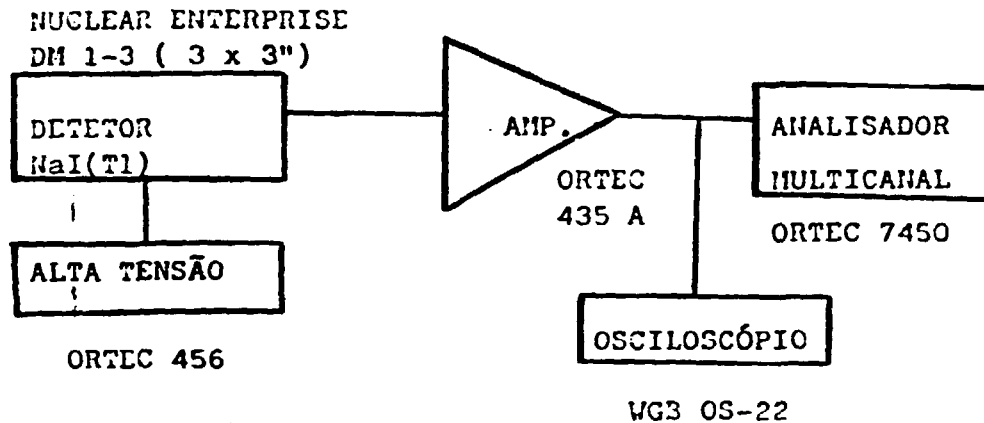 NUCLEAR ENTERPRISE
DM 1-3 ( 3 x 3")
DETETOR
NaI(Tl)
ALTA TENSÃO
ORTEC 456
AMP.
ORTEC
435 A
ANALISADOR
MULTICANAL
ORTEC 7450
OSCILOSCÓPIO
WG3 OS-22